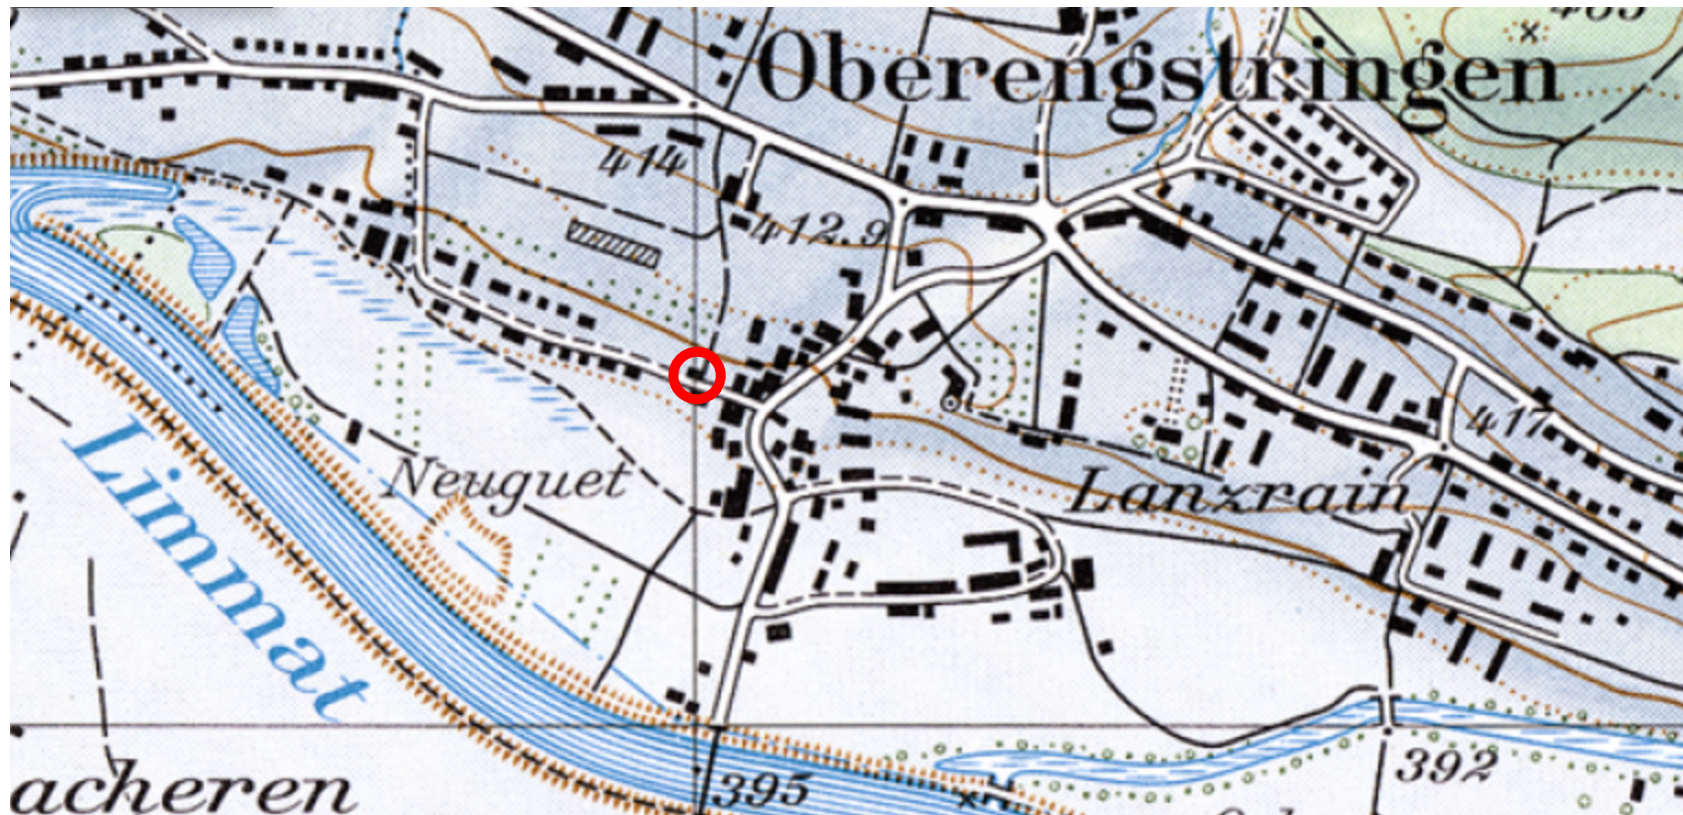 Oberengstringen
414
412.9
417
Neuguet
Lanzrain
Limmat
392
acheren
395